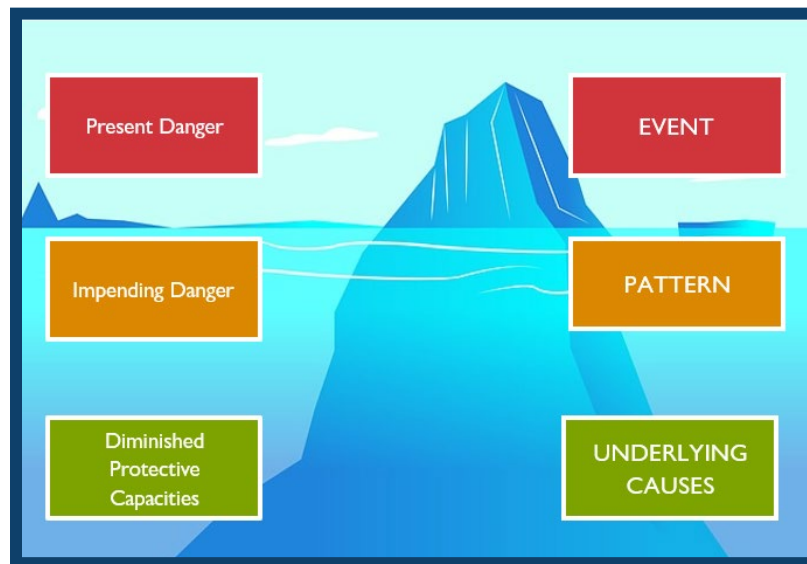 Present Danger
EVENT
Impending Danger
PATTERN
Diminished
Protective
Capacities
UNDERLYING
CAUSES